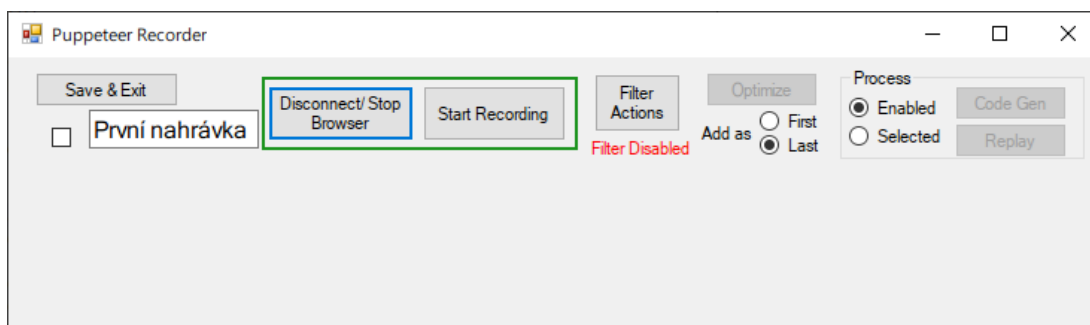 Puppeteer Recorder
Save & Exit
První nahrávka
Disconnect/ Stop
Browser
Start Recording
Filter
Actions
Filter Disabled
Optimize
Add as
First
Last
Process
Enabled
Selected
Code Gen
Replay